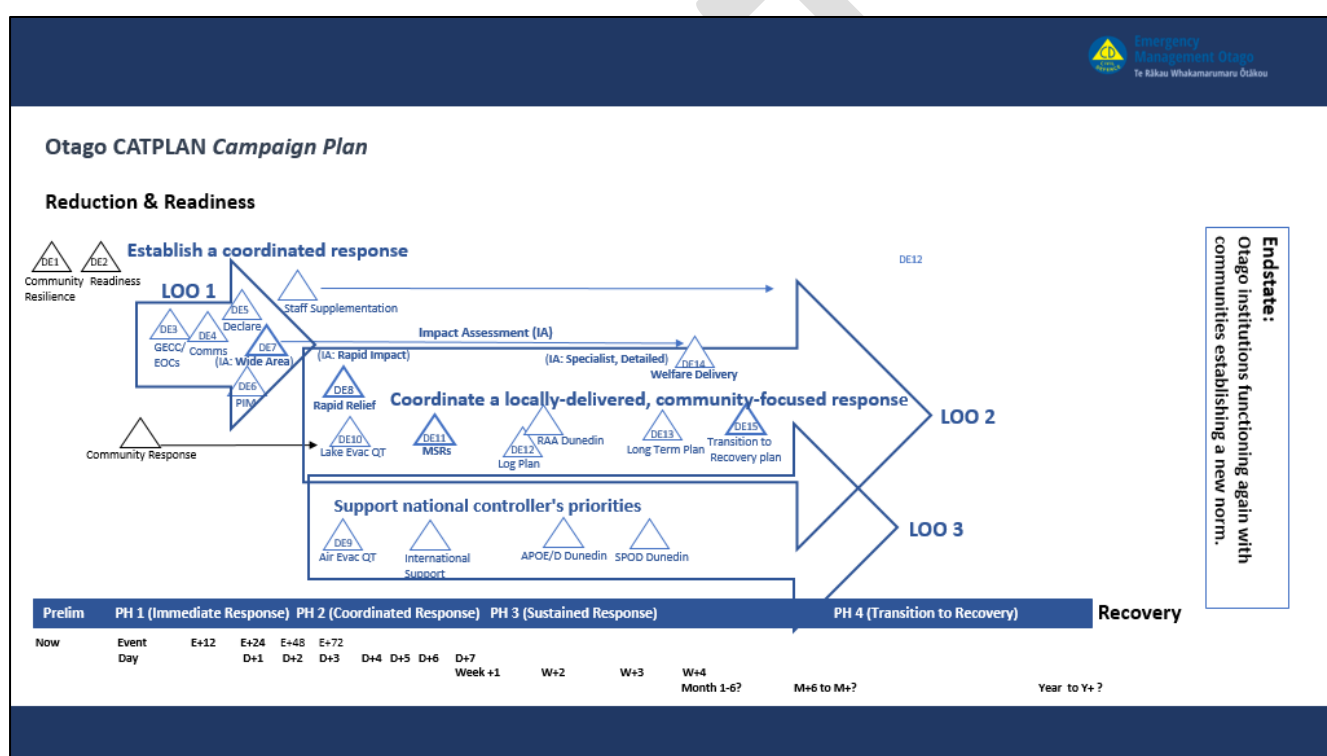 Emergency
Management Otago
Te Rākau Whakamarumaru Ōtākou
CD
CIVIL
DEFENCE
Otago CATPLAN Campaign Plan
Reduction & Readiness
DE1
DE2
Community Readiness
Resilience
Establish a coordinated response
LOO 1
DE3
GECC/
EOCs
DE4
Comms
DE5
Declare
DE7
(IA: Wide Area)
DE6
PIM
Staff Supplementation
DE12
Impact Assessment (IA)
(IA: Rapid Impact)
(IA: Specialist, Detailed)
DE14
Welfare Delivery
DE8
Rapid Relief
Coordinate a locally-delivered, community-focused response
LOO 2
Community Response
DE10
Lake Evac QT
DE11
MSRs
DE12
Log Plan
RAA Dunedin
DE13
Long Term Plan
DE15
Transition to
Recovery plan
Support national controller's priorities
LOO 3
DE9
Air Evac QT
International
Support
APOE/D Dunedin
SPOD Dunedin
Endstate:
Otago institutions functioning again with
communities establishing a new norm.
Prelim PH 1 (Immediate Response) PH 2 (Coordinated Response) PH 3 (Sustained Response) PH 4 (Transition to Recovery) Recovery
Now Event E+12 E+24 E+48 E+72
Day D+1 D+2 D+3 D+4 D+5 D+6 D+7
Week +1 W+2 W+3 W+4
Month 1-6? M+6 to M+? Year to Y+ ?